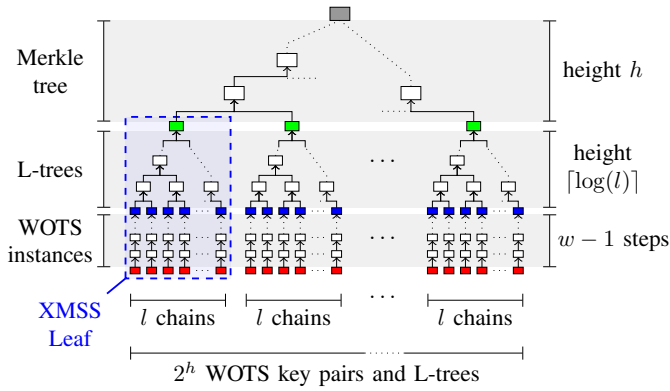 Merkle
tree
height h
L-trees
height
⌈log(l)⌉
WOTS
instances
w − 1 steps
XMSS
Leaf
l chains
l chains
l chains
2^h WOTS key pairs and L-trees